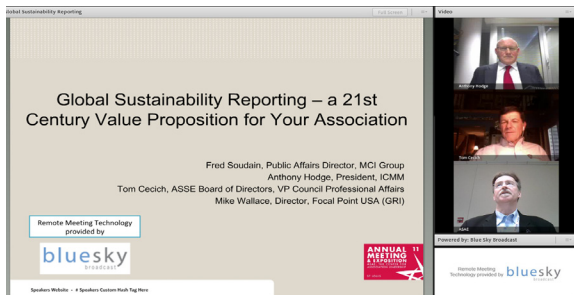 Global Sustainability Reporting
Full Screen
Video
Global Sustainability Reporting – a 21st
Century Value Proposition for Your Association
Fred Soudain, Public Affairs Director, MCI Group
Anthony Hodge, President, ICMM
Tom Cecich, ASSE Board of Directors, VP Council Professional Affairs
Mike Wallace, Director, Focal Point USA (GRI)
Remote Meeting Technology
provided by
bluesky
broadcast
ANNUAL 11
MEETING
& EXPOSITION
Speakers Website - # Speakers Custom Hash Tag Here
Anthony Hodge
Tom Cecich
ASAE
Powered by: Blue Sky Broadcast
Remote Meeting
Technology provided by
bluesky
broadcast